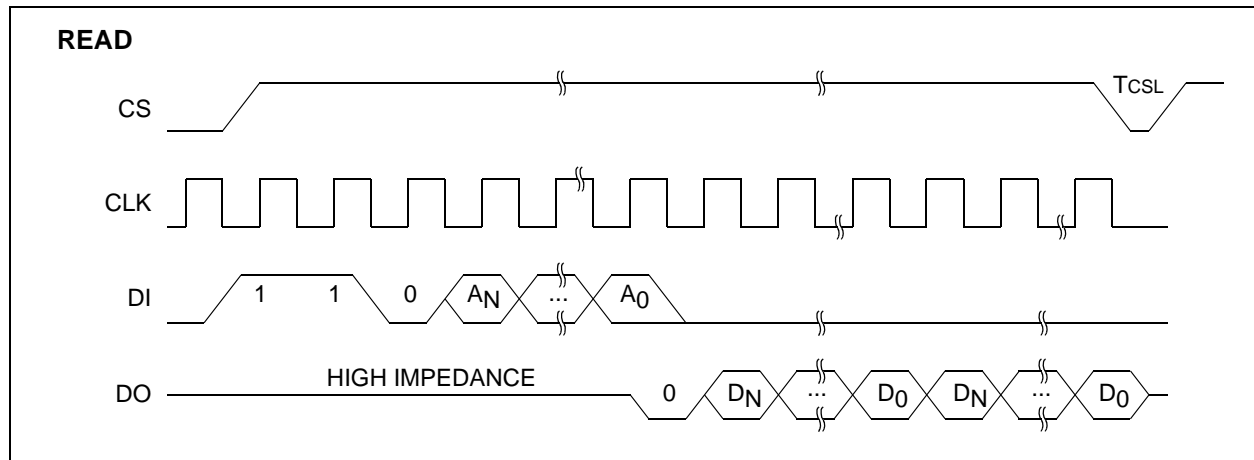 READ
TCSL
CS
CLK
DI 1 1 0 AN ... A0
HIGH IMPEDANCE
DO 0 DN ... D0 DN ... D0